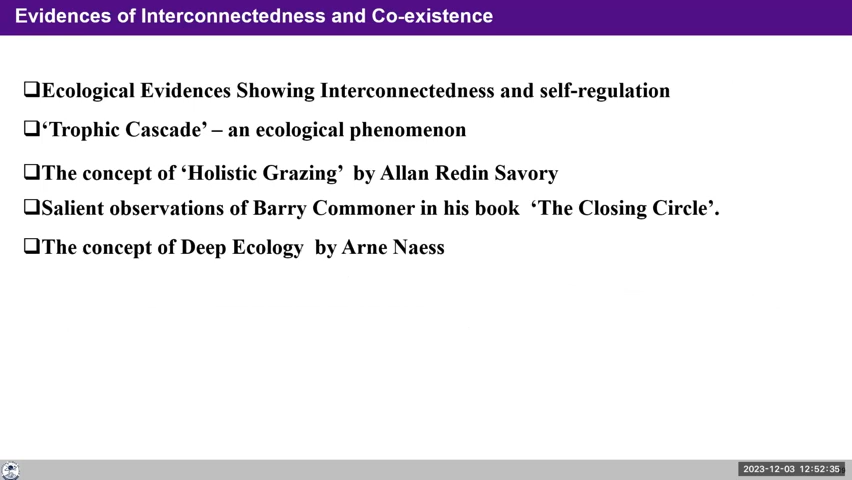 Evidences of Interconnectedness and Co-existence
❑Ecological Evidences Showing Interconnectedness and self-regulation
❑‘Trophic Cascade’ – an ecological phenomenon
❑The concept of ‘Holistic Grazing’ by Allan Redin Savory
❑Salient observations of Barry Commoner in his book ‘The Closing Circle’.
❑The concept of Deep Ecology by Arne Naess
2023-12-03 12:52:35